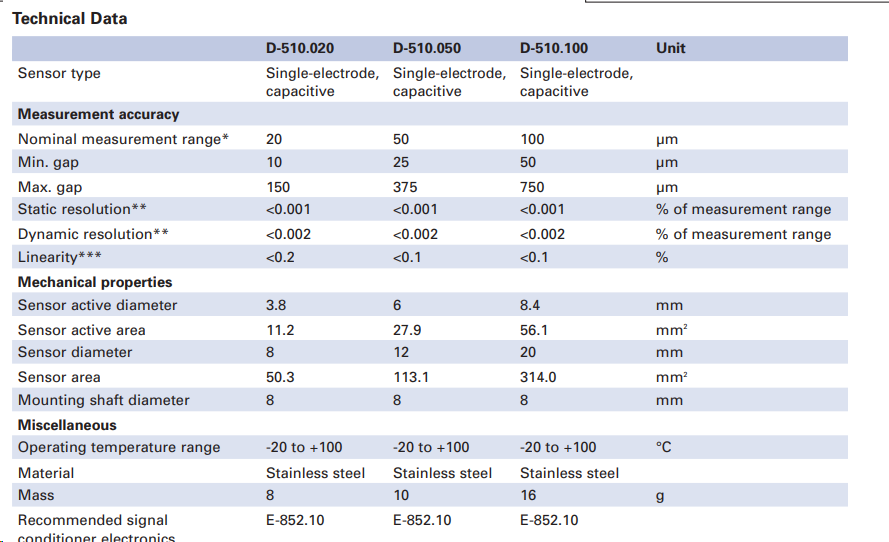 Technical Data
D-510.020 D-510.050 D-510.100 Unit
Sensor type Single-electrode, Single-electrode, Single-electrode,
capacitive capacitive capacitive
Measurement accuracy
Nominal measurement range* 20 50 100 µm
Min. gap 10 25 50 µm
Max. gap 150 375 750 µm
Static resolution** <0.001 <0.001 <0.001 % of measurement range
Dynamic resolution** <0.002 <0.002 <0.002 % of measurement range
Linearity*** <0.2 <0.1 <0.1 %
Mechanical properties
Sensor active diameter 3.8 6 8.4 mm
Sensor active area 11.2 27.9 56.1 mm²
Sensor diameter 8 12 20 mm
Sensor area 50.3 113.1 314.0 mm²
Mounting shaft diameter 8 8 8 mm
Miscellaneous
Operating temperature range -20 to +100 -20 to +100 -20 to +100 °C
Material Stainless steel Stainless steel Stainless steel
Mass 8 10 16 g
Recommended signal E-852.10 E-852.10 E-852.10
conditioner electronics